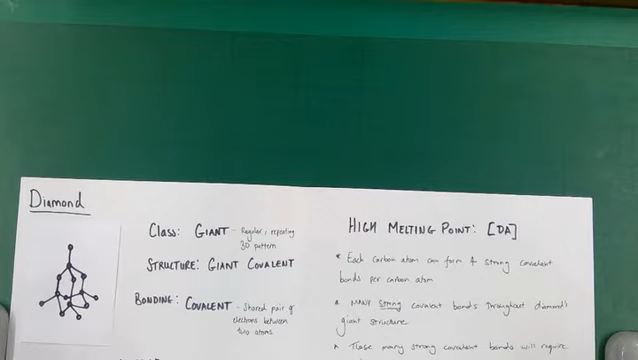 Diamond
Class: GIANT - Regular, repeating
3D pattern
STRUCTURE: GIANT COVALENT
BONDING: COVALENT - Shared pair of
electrons between
two atoms
HIGH MELTING POINT: [DA]
* Each carbon atom can form 4 strong covalent
bonds per carbon atom
* MANY strong covalent bonds throughout diamond's
giant structure
* These many strong covalent bonds will require